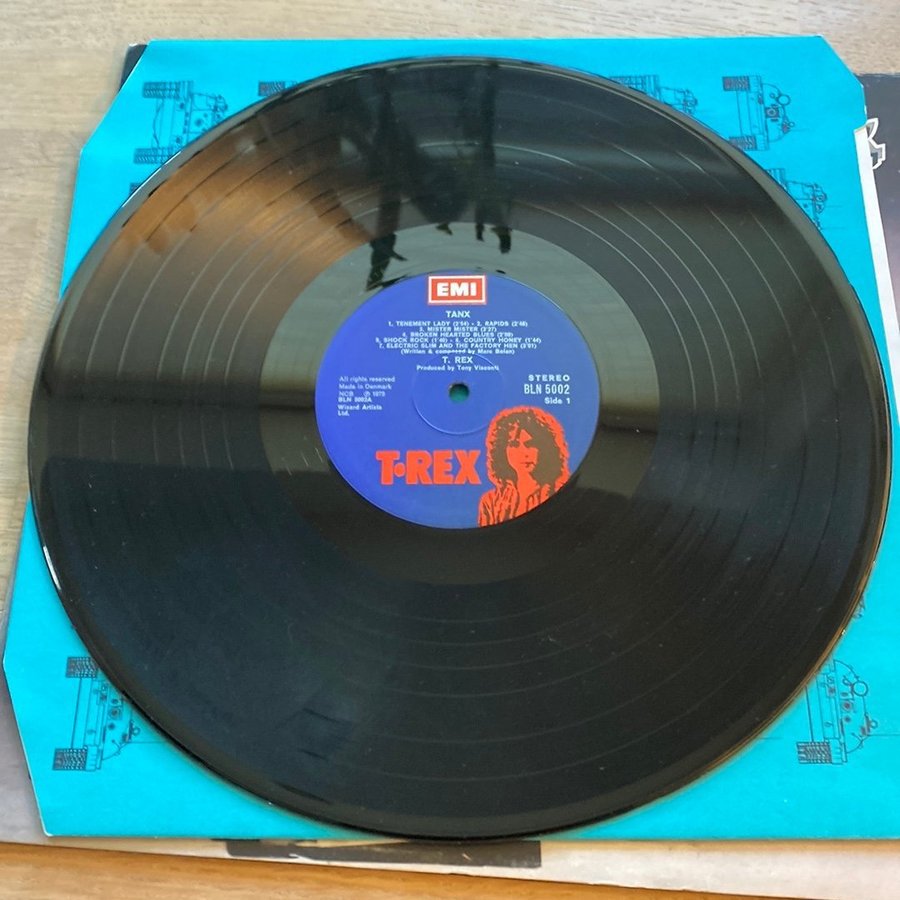 EMI
TANX
1. TENEMENT LADY (2'54) - 2. RAPIDS (2'48)
3. MISTER MISTER (3'27)
4. BROKEN HEARTED BLUES (2'00)
5. SHOCK ROCK (1'40) - 6. COUNTRY HONEY (1'44)
7. ELECTRIC SLIM AND THE FACTORY HEN (3'01)
(Written & composed by Marc Bolan)
T. REX
Produced by Tony Visconti
All rights reserved
Made in Denmark
NCB ℗ 1973
BLN 5002A
Wizard Artists
Ltd.
STEREO
BLN 5002
Side 1
T·REX